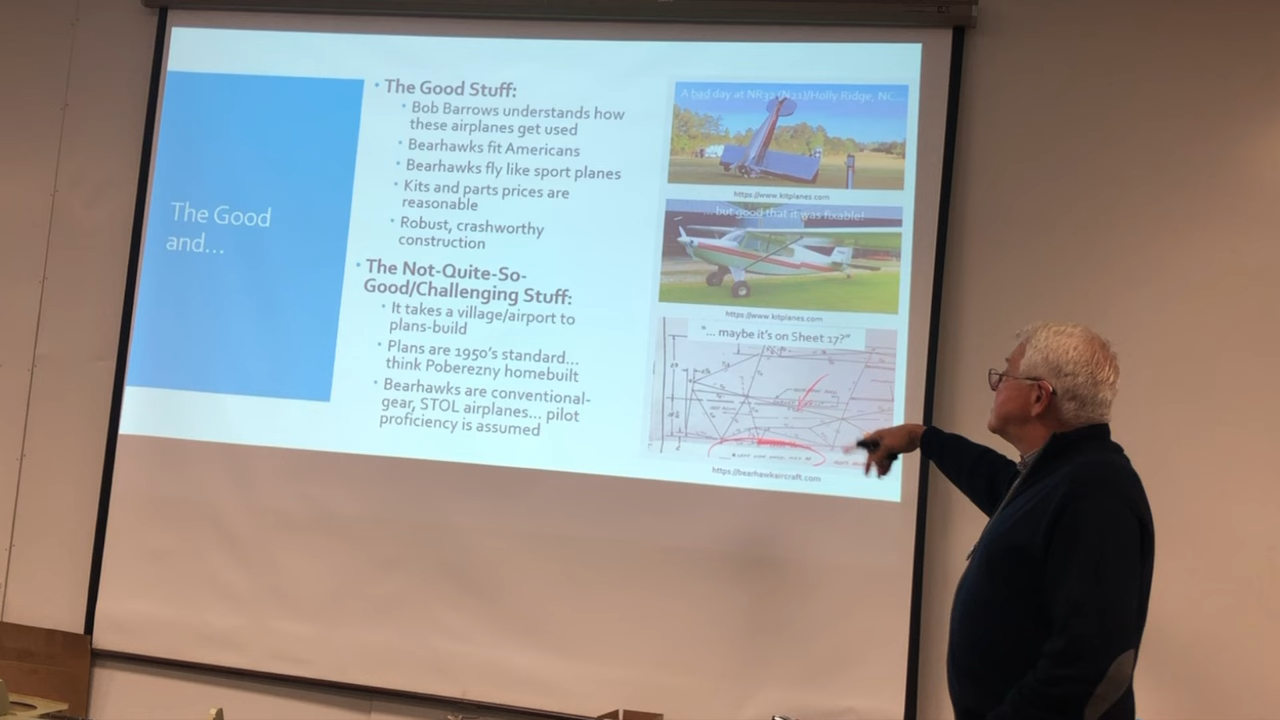 The Good
and...
• The Good Stuff:
• Bob Barrows understands how
these airplanes get used
• Bearhawks fit Americans
• Bearhawks fly like sport planes
• Kits and parts prices are
reasonable
• Robust, crashworthy
construction
• The Not-Quite-So-
Good/Challenging Stuff:
• It takes a village/airport to
plans-build
• Plans are 1950's standard...
think Poberezny homebuilt
• Bearhawks are conventional-
gear, STOL airplanes... pilot
proficiency is assumed
A bad day at NR32 (N21)/Holly Ridge, NC...
https://www.kitplanes.com
... but good that it was fixable!
https://www.kitplanes.com
"... maybe it's on Sheet 17?"
https://bearhawkaircraft.com